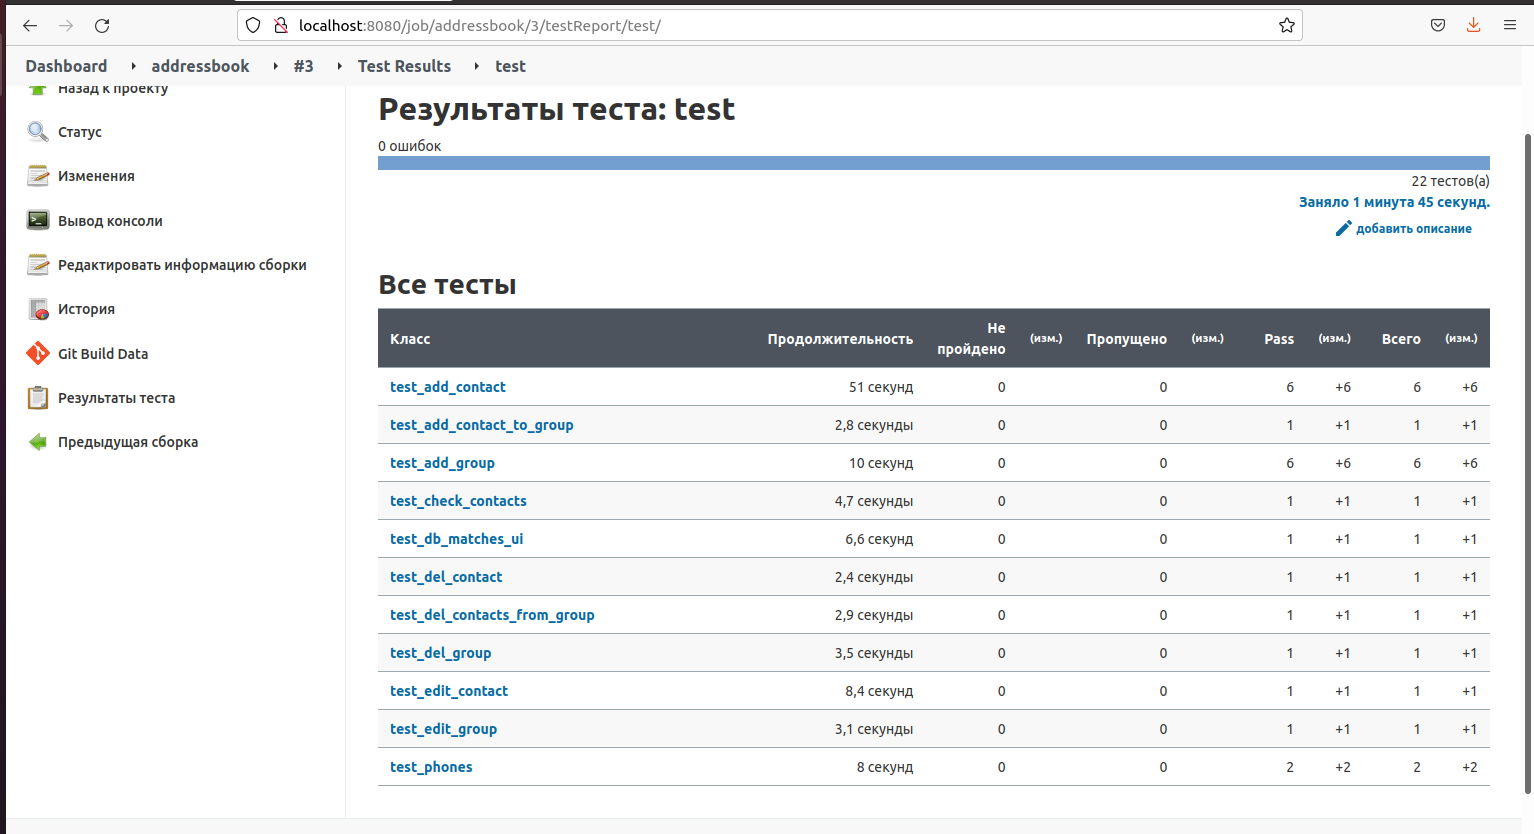 localhost:8080/job/addressbook/3/testReport/test/
Dashboard addressbook #3 Test Results test
Назад к проекту
Статус
Изменения
Вывод консоли
Редактировать информацию сборки
История
Git Build Data
Результаты теста
Предыдущая сборка
Результаты теста: test
0 ошибок
22 тестов(а)
Заняло 1 минута 45 секунд.
добавить описание
Все тесты
Класс Продолжительность Не пройдено (изм.) Пропущено (изм.) Pass (изм.) Всего (изм.)
test_add_contact 51 секунд 0 0 6 +6 6 +6
test_add_contact_to_group 2,8 секунды 0 0 1 +1 1 +1
test_add_group 10 секунд 0 0 6 +6 6 +6
test_check_contacts 4,7 секунды 0 0 1 +1 1 +1
test_db_matches_ui 6,6 секунд 0 0 1 +1 1 +1
test_del_contact 2,4 секунды 0 0 1 +1 1 +1
test_del_contacts_from_group 2,9 секунды 0 0 1 +1 1 +1
test_del_group 3,5 секунды 0 0 1 +1 1 +1
test_edit_contact 8,4 секунд 0 0 1 +1 1 +1
test_edit_group 3,1 секунды 0 0 1 +1 1 +1
test_phones 8 секунд 0 0 2 +2 2 +2